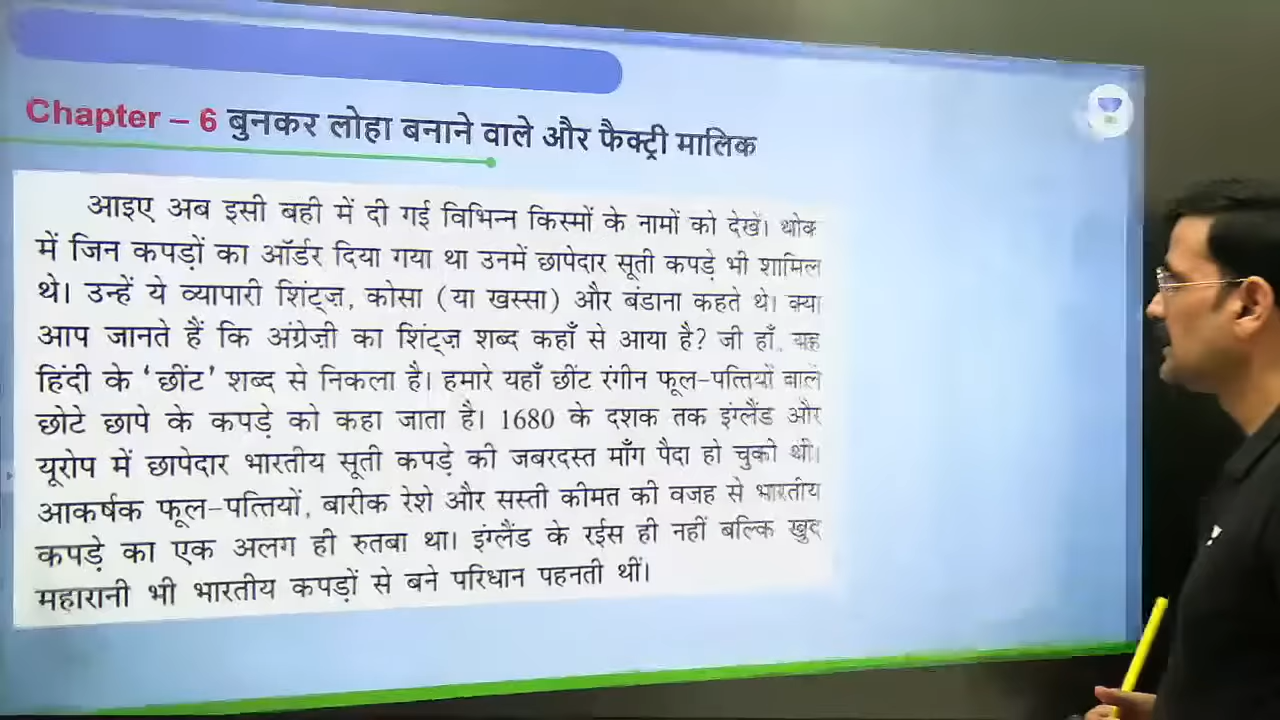 Chapter – 6 बुनकर लोहा बनाने वाले और फैक्ट्री मालिक
आइए अब इसी बही में दी गई विभिन्न किस्मों के नामों को देखें। थोक
में जिन कपड़ों का ऑर्डर दिया गया था उनमें छापेदार सूती कपड़े भी शामिल
थे। उन्हें ये व्यापारी शिंट्ज़, कोसा (या खस्सा) और बंडाना कहते थे। क्या
आप जानते हैं कि अंग्रेज़ी का शिंट्ज़ शब्द कहाँ से आया है? जी हाँ, यह
हिंदी के 'छींट' शब्द से निकला है। हमारे यहाँ छींट रंगीन फूल-पत्तियों वाले
छोटे छापे के कपड़े को कहा जाता है। 1680 के दशक तक इंग्लैंड और
यूरोप में छापेदार भारतीय सूती कपड़े की जबरदस्त माँग पैदा हो चुकी थी।
आकर्षक फूल-पत्तियों, बारीक रेशे और सस्ती कीमत की वजह से भारतीय
कपड़े का एक अलग ही रुतबा था। इंग्लैंड के रईस ही नहीं बल्कि खुद
महारानी भी भारतीय कपड़ों से बने परिधान पहनती थीं।